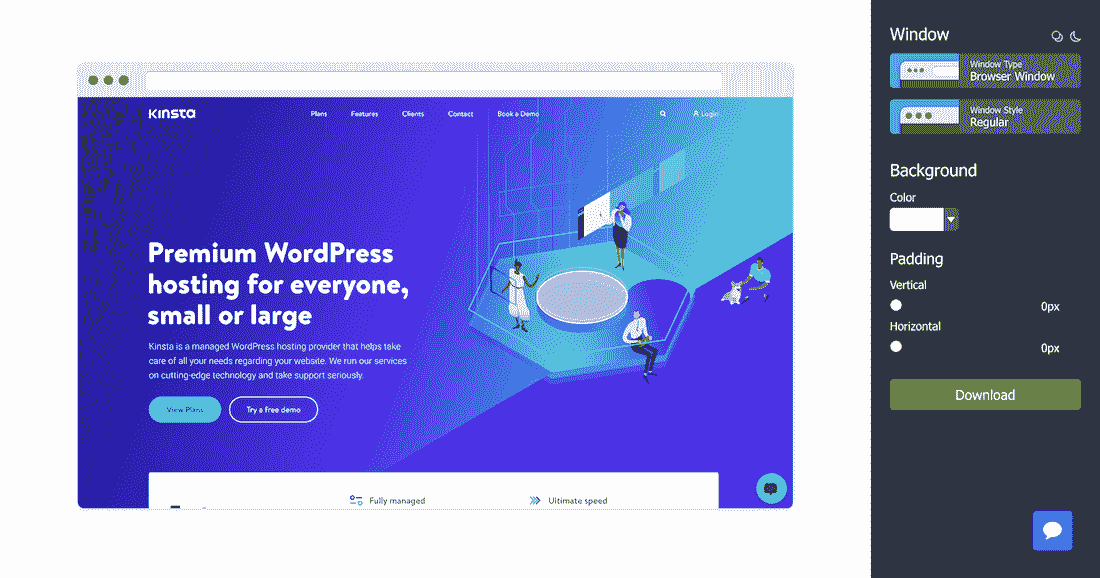 KINSTA
Plans Features Clients Contact Book a Demo Login
Premium WordPress
hosting for everyone,
small or large
Kinsta is a managed WordPress hosting provider that helps take
care of all your needs regarding your website. We run our services
on cutting-edge technology and take support seriously.
View Plans Try a free demo
Fully managed Ultimate speed
Window
Window Type
Browser Window
Window Style
Regular
Background
Color
Padding
Vertical
0px
Horizontal
0px
Download